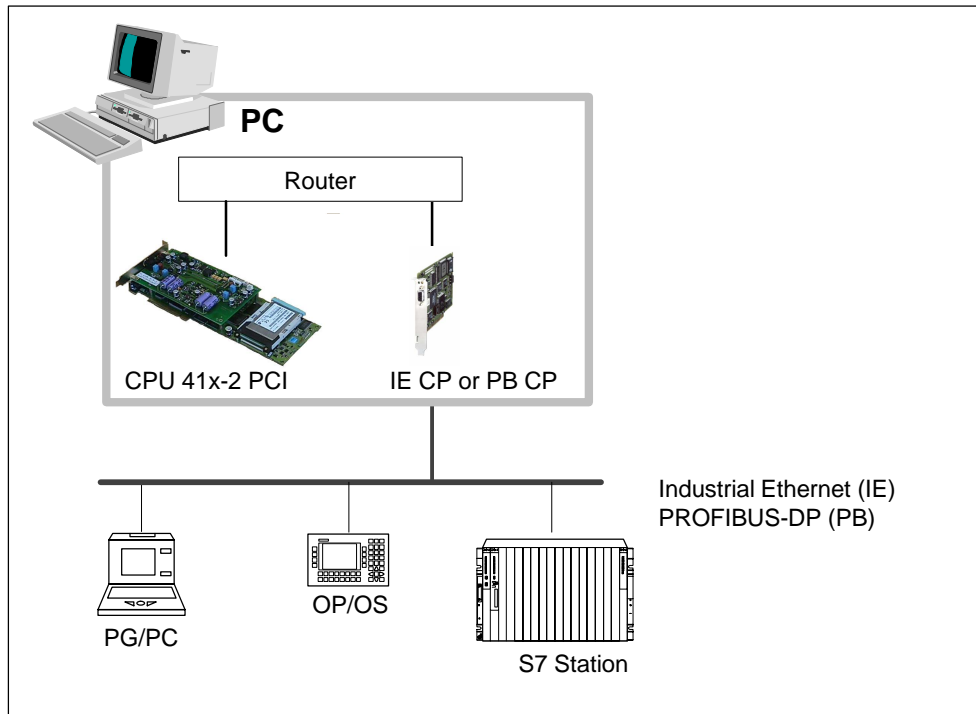 PC
Router
CPU 41x-2 PCI
IE CP or PB CP
Industrial Ethernet (IE)
PROFIBUS-DP (PB)
PG/PC
OP/OS
S7 Station